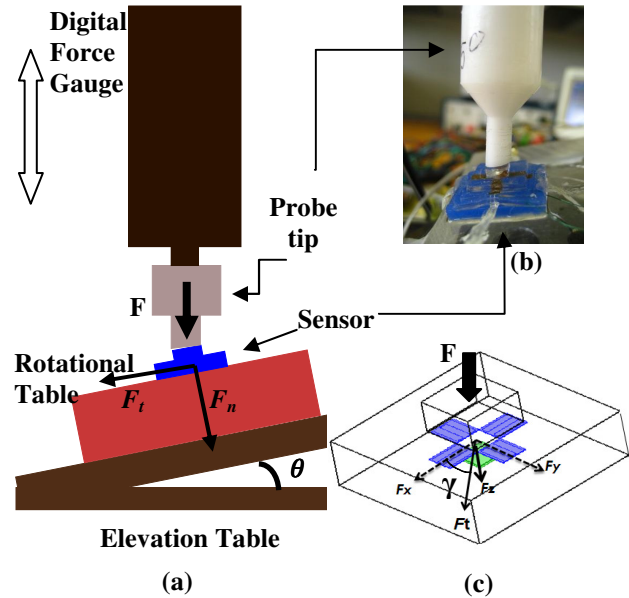 Digital
Force
Gauge
Probe
tip
(b)
F
Sensor
Rotational
Table
Ft
Fn
θ
F
Fx
γ
Fz
Fy
Ft
Elevation Table
(a)
(c)